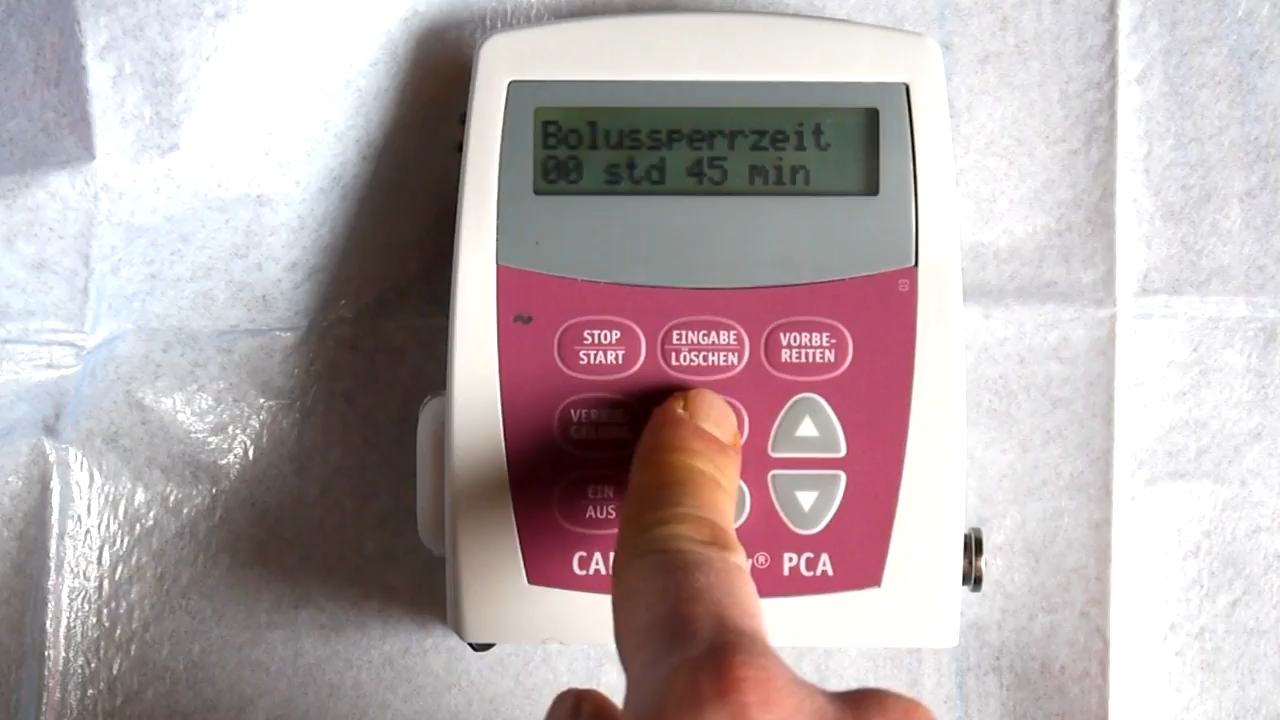 Bolussperrzeit
00 std 45 min
STOP
START
EINGABE
LÖSCHEN
VORBE-
REITEN
EIN
AUS
® PCA